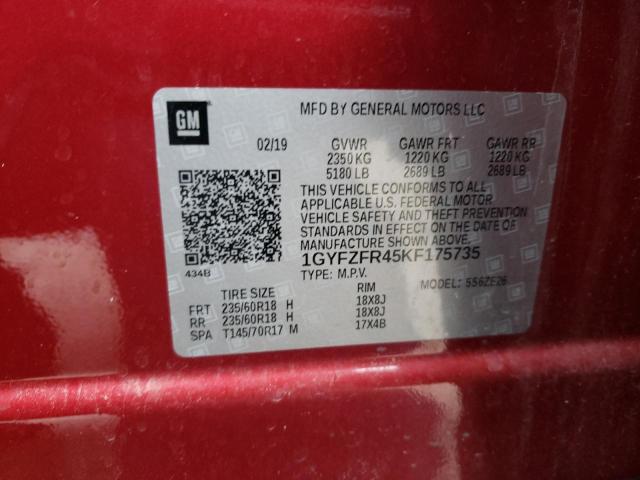 GM
MFD BY GENERAL MOTORS LLC
02/19 GVWR GAWR FRT GAWR RR
2350 KG 1220 KG 1220 KG
5180 LB 2689 LB 2689 LB
THIS VEHICLE CONFORMS TO ALL
APPLICABLE U.S. FEDERAL MOTOR
VEHICLE SAFETY AND THEFT PREVENTION
STANDARDS IN EFFECT ON THE DATE OF
MANUFACTURE SHOWN ABOVE.
434B
1GYFZFR45KF175735
TYPE: M.P.V. MODEL: 5S6ZE26
TIRE SIZE RIM
FRT 235/60R18 H 18X8J
RR 235/60R18 H 18X8J
SPA T145/70R17 M 17X4B